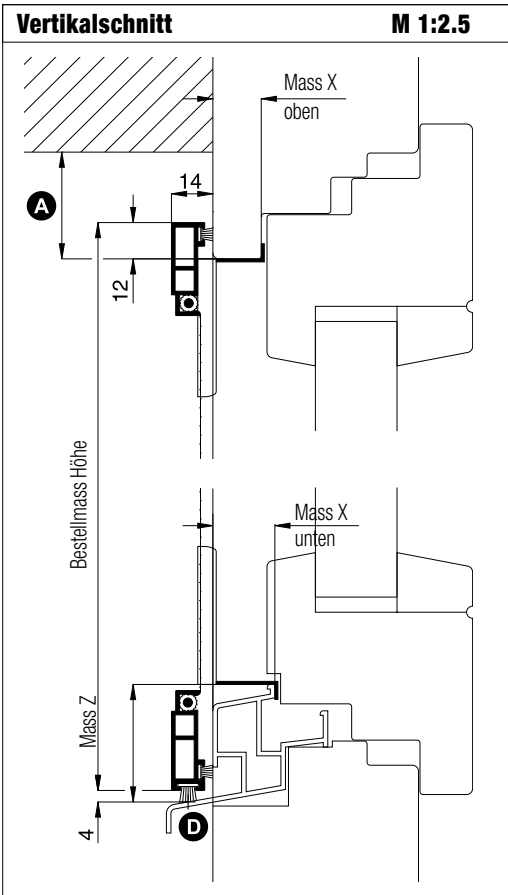 Vertikalschnitt M 1:2.5
Mass X
oben
14
A
12
Bestellmass Höhe
Mass X
unten
Mass Z
4
D